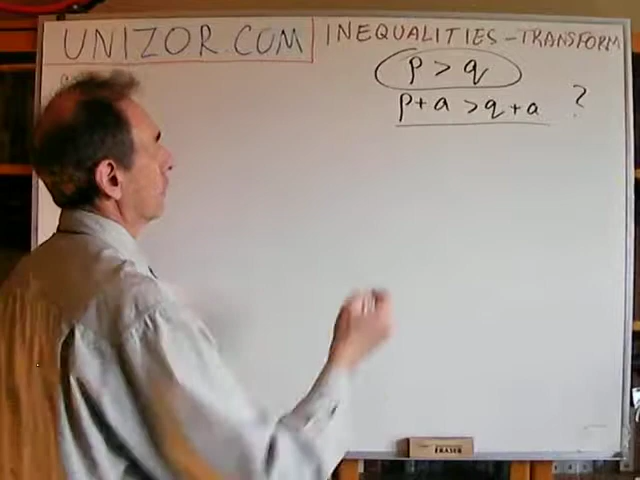 UNIZOR.COM
INEQUALITIES - TRANSFORM
p > q
p + a > q + a ?
ERASER